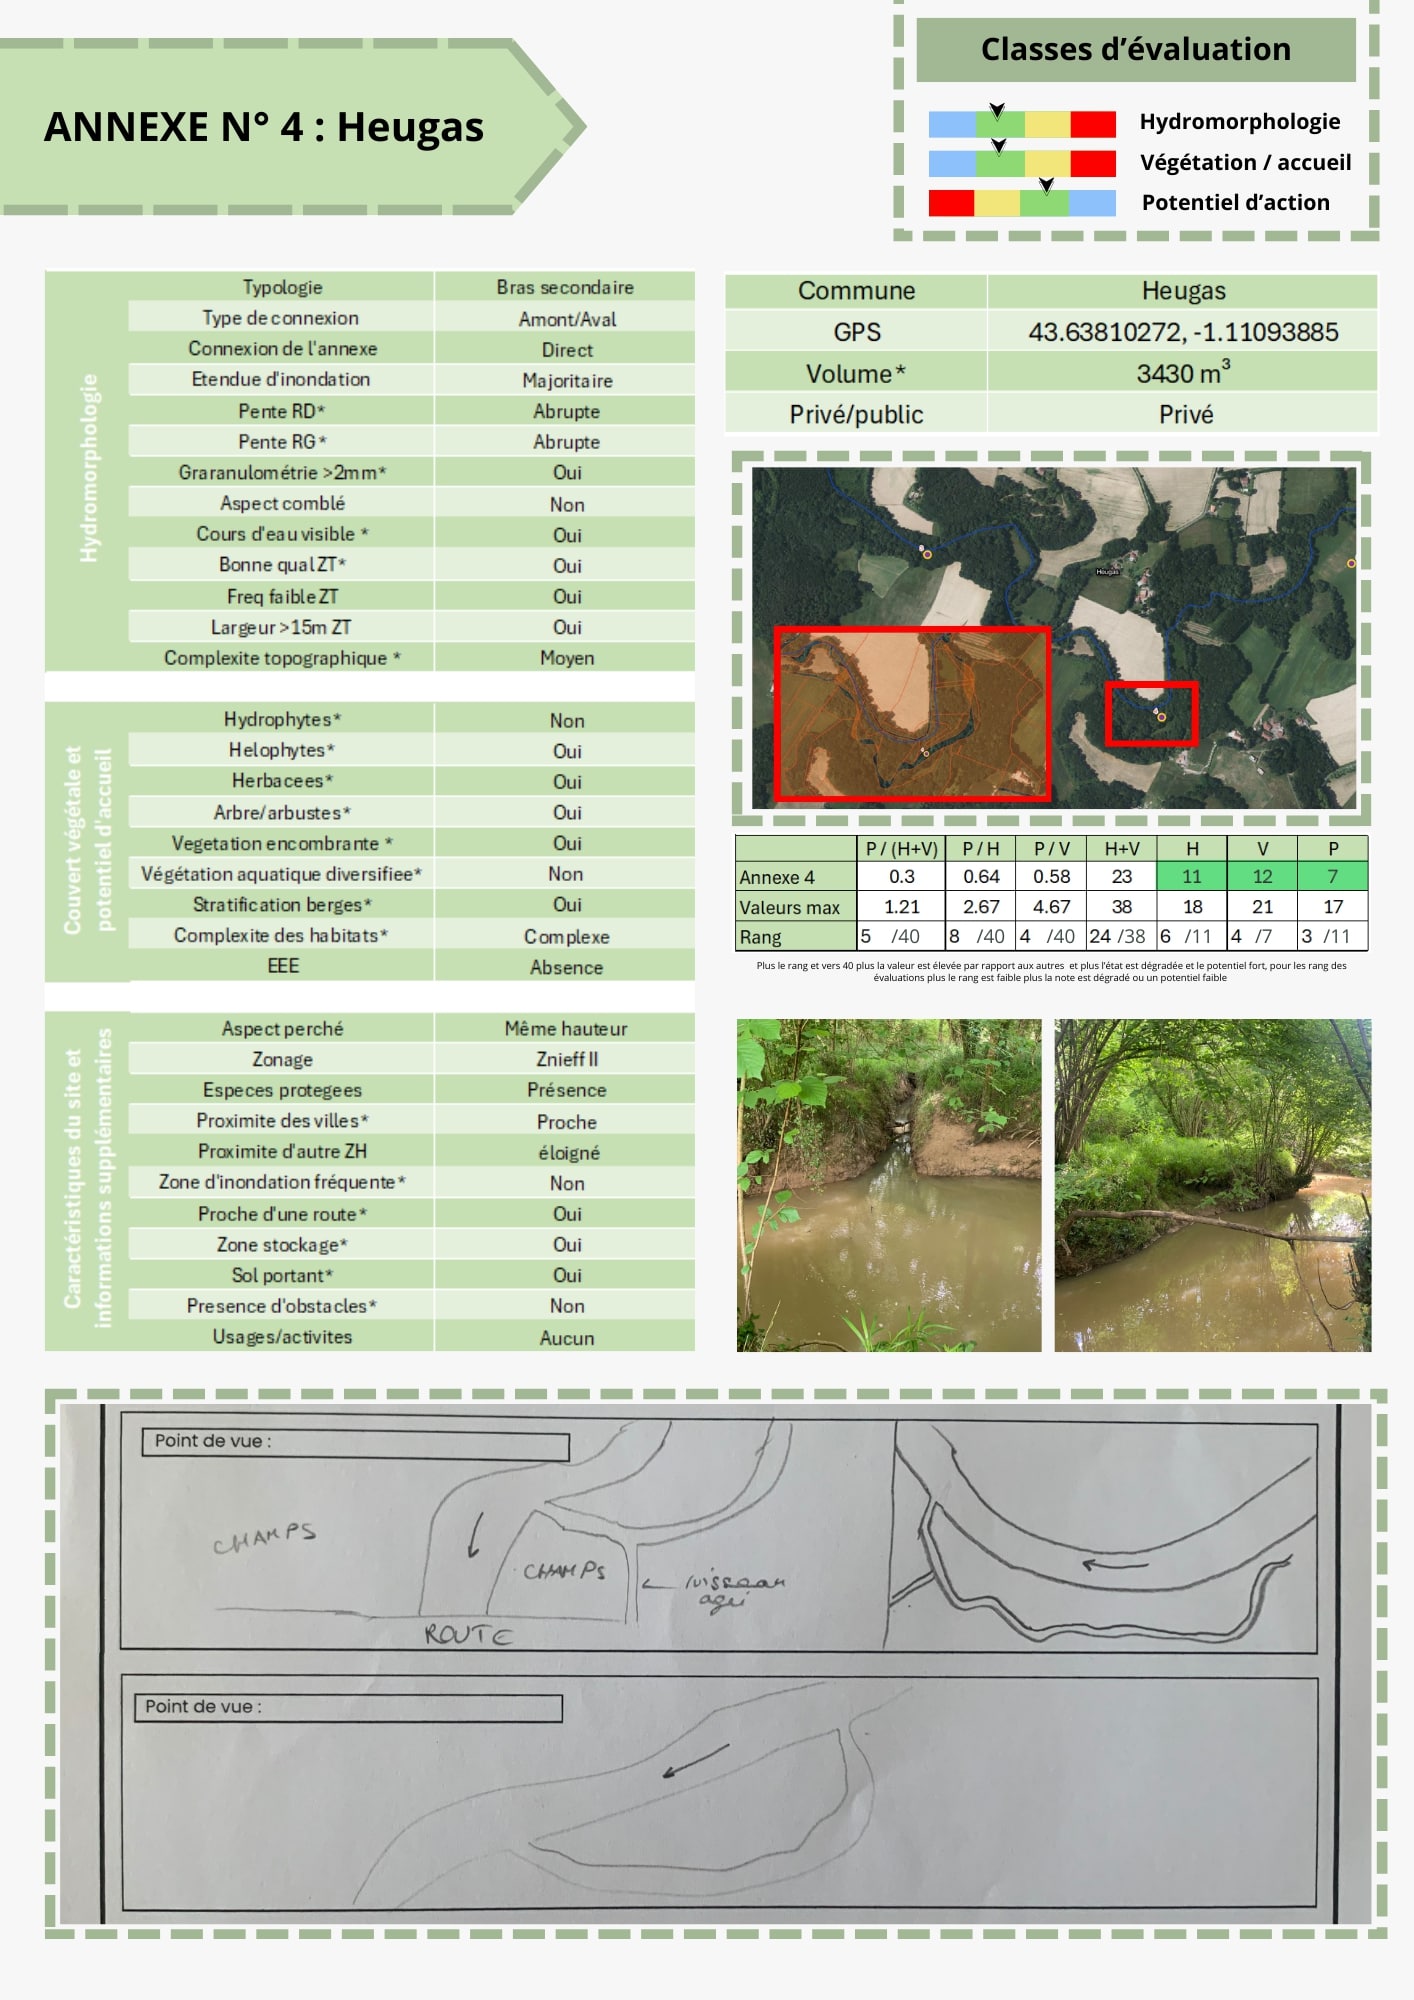 ANNEXE N° 4 : Heugas
Classes d'évaluation
Hydromorphologie
Végétation / accueil
Potentiel d'action
Hydromorphologie
Typologie Bras secondaire
Type de connexion Amont/Aval
Connexion de l'annexe Direct
Etendue d'inondation Majoritaire
Pente RD* Abrupte
Pente RG* Abrupte
Graranulométrie >2mm* Oui
Aspect comblé Non
Cours d'eau visible * Oui
Bonne qual ZT* Oui
Freq faible ZT Oui
Largeur >15m ZT Oui
Complexite topographique * Moyen
Couvert végétale et
potentiel d'accueil
Hydrophytes* Non
Helophytes* Oui
Herbacees* Oui
Arbre/arbustes* Oui
Vegetation encombrante * Oui
Végétation aquatique diversifiee* Non
Stratification berges* Oui
Complexite des habitats* Complexe
EEE Absence
Caractéristiques du site et
informations supplémentaires
Aspect perché Même hauteur
Zonage Znieff II
Especes protegees Présence
Proximite des villes* Proche
Proximite d'autre ZH éloigné
Zone d'inondation fréquente* Non
Proche d'une route* Oui
Zone stockage* Oui
Sol portant* Oui
Presence d'obstacles* Non
Usages/activites Aucun
Commune Heugas
GPS 43.63810272, -1.11093885
Volume* 3430 m³
Privé/public Privé
Heugas
P / (H+V) P / H P / V H+V H V P
Annexe 4 0.3 0.64 0.58 23 11 12 7
Valeurs max 1.21 2.67 4.67 38 18 21 17
Rang 5 /40 8 /40 4 /40 24 /38 6 /11 4 /7 3 /11
Plus le rang et vers 40 plus la valeur est élevée par rapport aux autres et plus l'état est dégradée et le potentiel fort, pour les rang des
évaluations plus le rang est faible plus la note est dégradé ou un potentiel faible
Point de vue :
CHAMPS
CHAMPS
ruisseau
ROUTE
Point de vue :